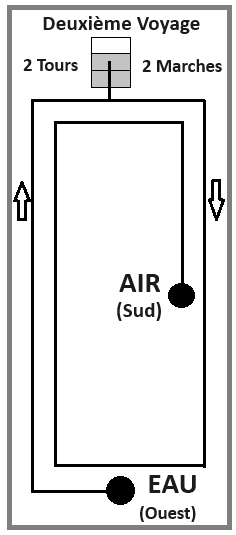 Deuxième Voyage
2 Tours
2 Marches
AIR
(Sud)
EAU
(Ouest)